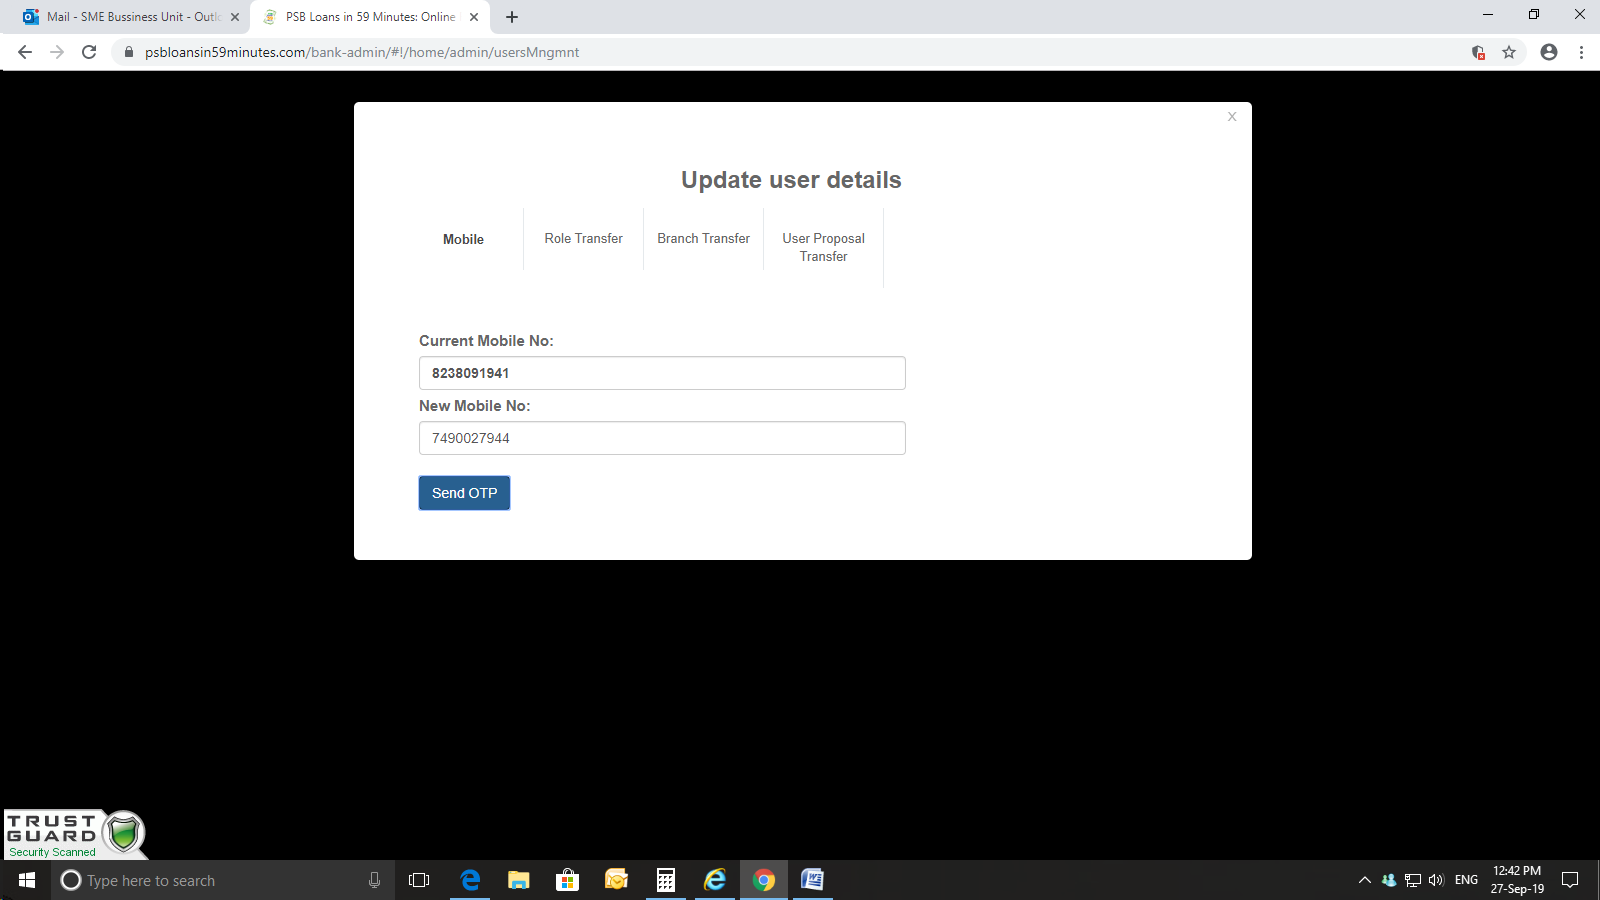 Mail - SME Bussiness Unit - Outl
PSB Loans in 59 Minutes: Online
psbloansin59minutes.com/bank-admin/#!/home/admin/usersMngmnt
X
Update user details
Mobile
Role Transfer
Branch Transfer
User Proposal
Transfer
Current Mobile No:
8238091941
New Mobile No:
7490027944
Send OTP
TRUST
GUARD
Security Scanned
Type here to search
ENG
12:42 PM
27-Sep-19